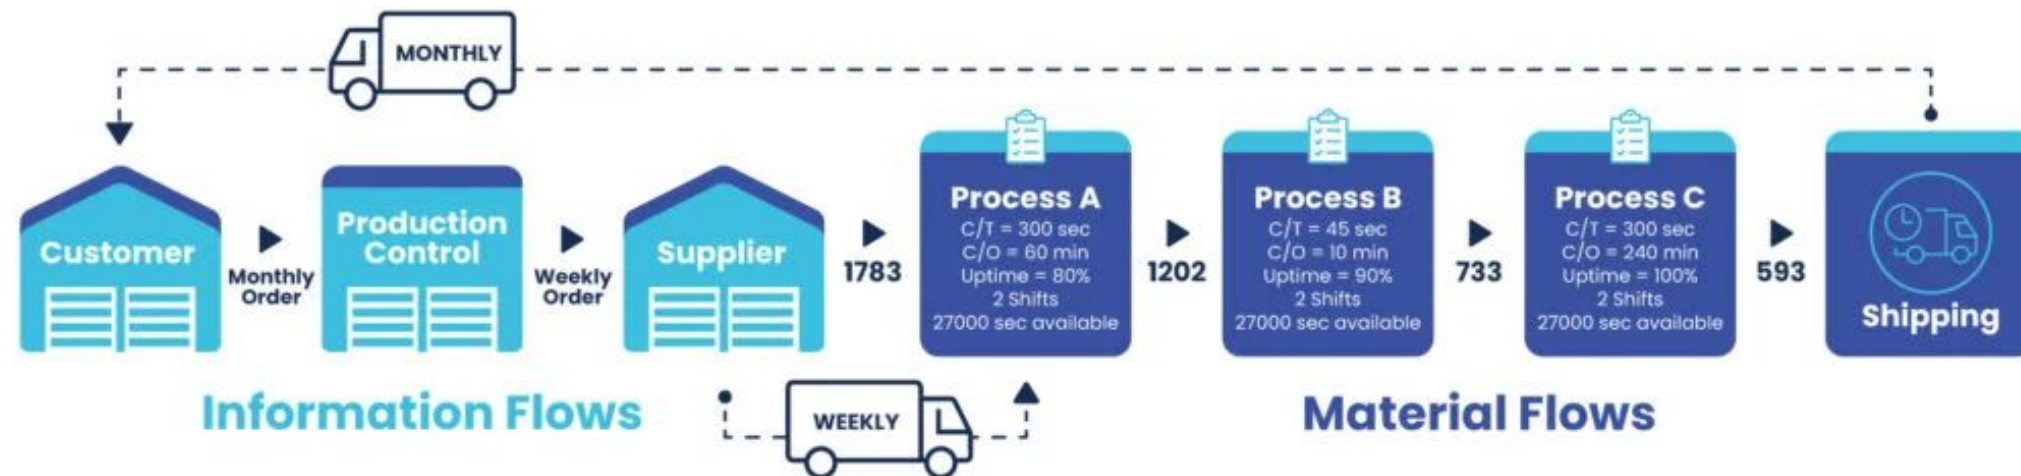 MONTHLY
Customer
Monthly
Order
Production
Control
Weekly
Order
Supplier
1783
Process A
C/T = 300 sec
C/O = 60 min
Uptime = 80%
2 Shifts
27000 sec available
1202
Process B
C/T = 45 sec
C/O = 10 min
Uptime = 90%
2 Shifts
27000 sec available
733
Process C
C/T = 300 sec
C/O = 240 min
Uptime = 100%
2 Shifts
27000 sec available
593
Shipping
Information Flows
WEEKLY
Material Flows